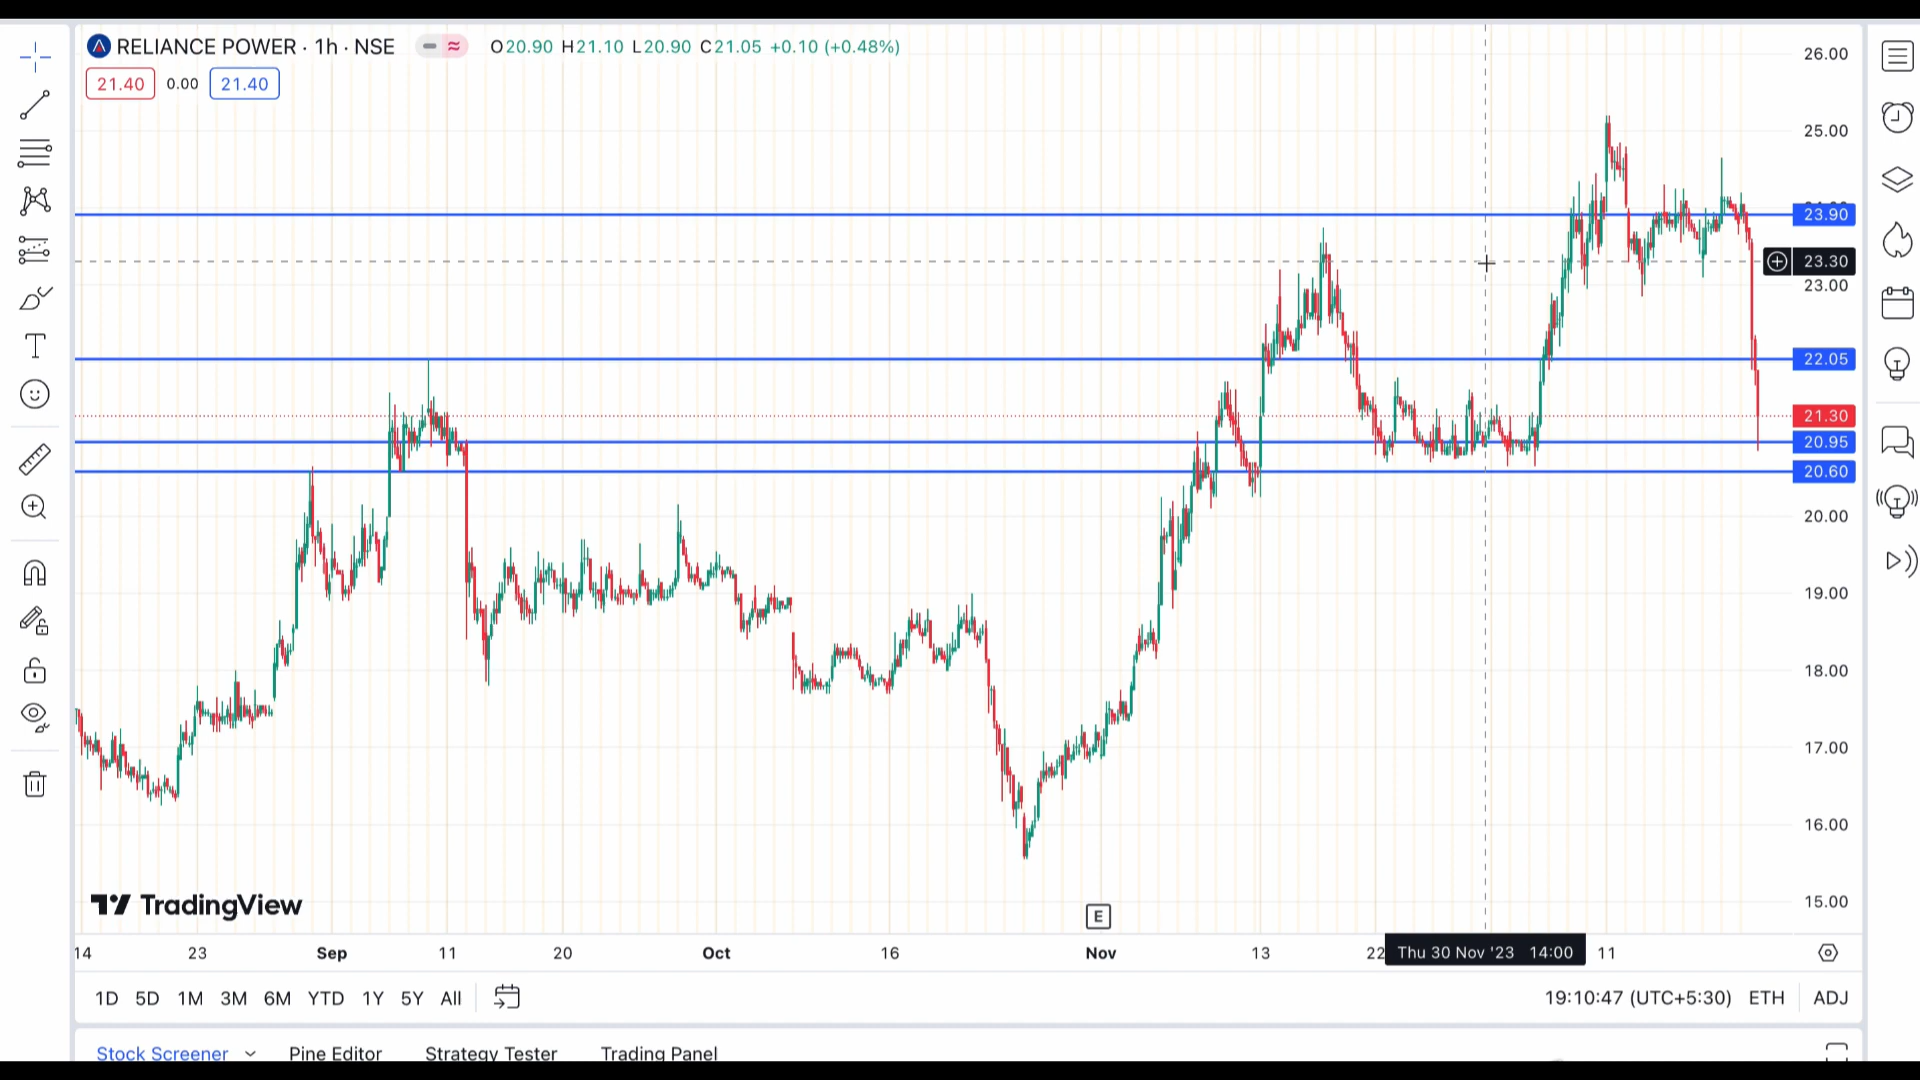 RELIANCE POWER · 1h · NSE O20.90 H21.10 L20.90 C21.05 +0.10 (+0.48%)
21.40 0.00 21.40
26.00
25.00
23.90
23.30
23.00
22.05
21.30
20.95
20.60
20.00
19.00
18.00
17.00
16.00
15.00
TradingView
E
14 23 Sep 11 20 Oct 16 Nov 13 22 Thu 30 Nov '23 14:00 11
1D 5D 1M 3M 6M YTD 1Y 5Y All 19:10:47 (UTC+5:30) ETH ADJ
Stock Screener Pine Editor Strategy Tester Trading Panel